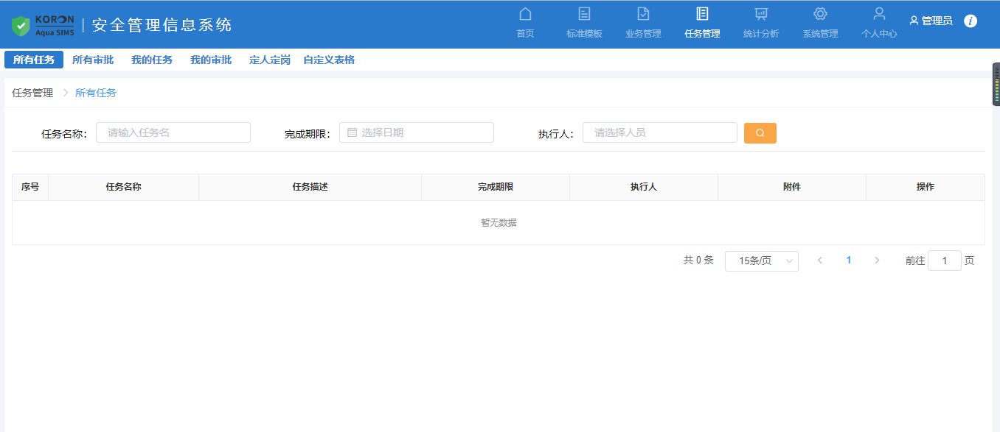 KORON
Aqua SIMS
安全管理信息系统
首页 标准模板 业务管理 任务管理 统计分析 系统管理 个人中心 管理员 i
所有任务 所有审批 我的任务 我的审批 定人定岗 自定义表格
任务管理 > 所有任务
任务名称: 请输入任务名 完成期限: 选择日期 执行人: 请选择人员
序号 任务名称 任务描述 完成期限 执行人 附件 操作
暂无数据
共 0 条 15条/页 < 1 > 前往 1 页